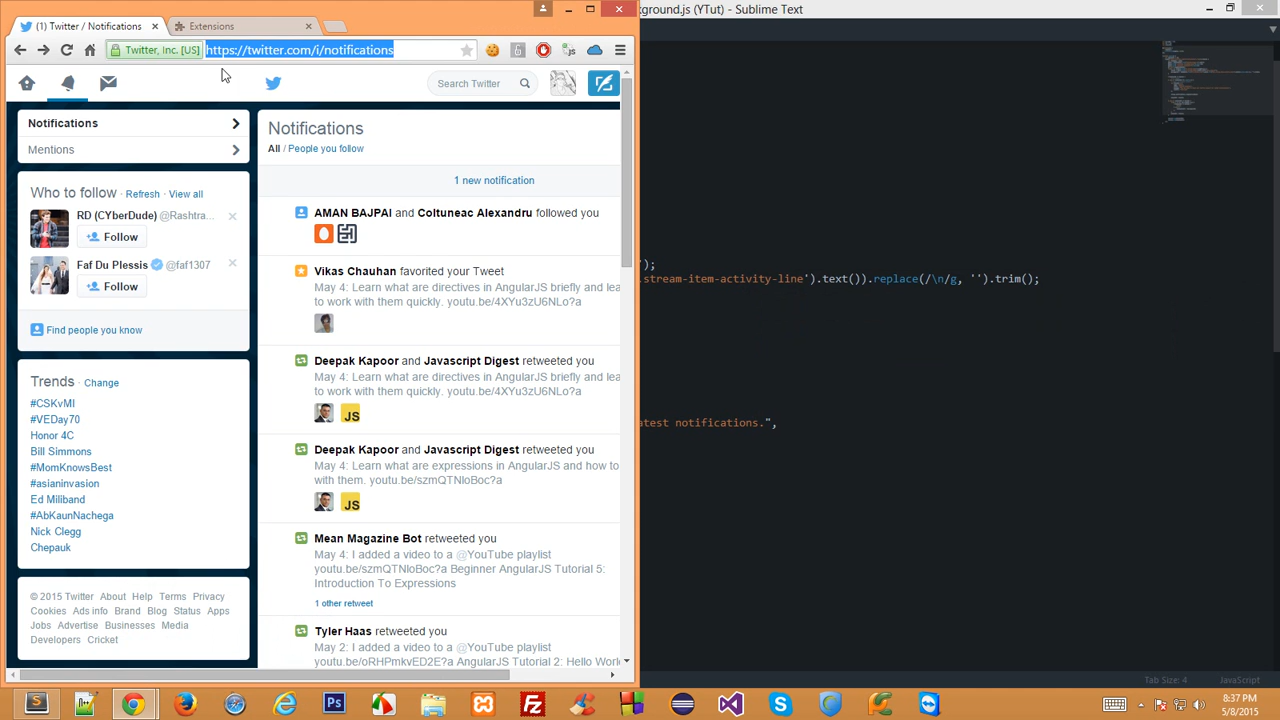 (1) Twitter / Notifications
Extensions
kground.js (YTut) - Sublime Text
Twitter, Inc. [US]
https://twitter.com/i/notifications
Search Twitter
Notifications
Mentions
Who to follow · Refresh · View all
RD (CYberDude) @Rashtra...
Follow
Faf Du Plessis @faf1307
Follow
Find people you know
Trends · Change
#CSKvMI
#VEDay70
Honor 4C
Bill Simmons
#MomKnowsBest
#asianinvasion
Ed Miliband
#AbKaunNachega
Nick Clegg
Chepauk
© 2015 Twitter About Help Terms Privacy
Cookies Ads info Brand Blog Status Apps
Jobs Advertise Businesses Media
Developers Cricket
Notifications
All / People you follow
1 new notification
AMAN BAJPAI and Coltuneac Alexandru followed you
Vikas Chauhan favorited your Tweet
May 4: Learn what are directives in AngularJS briefly and lea
to work with them quickly. youtu.be/4XYu3zU6NLo?a
Deepak Kapoor and Javascript Digest retweeted you
May 4: Learn what are directives in AngularJS briefly and lea
to work with them quickly. youtu.be/4XYu3zU6NLo?a
JS
Deepak Kapoor and Javascript Digest retweeted you
May 4: Learn what are expressions in AngularJS and how to
with them. youtu.be/szmQTNloBoc?a
JS
Mean Magazine Bot retweeted you
May 4: I added a video to a @YouTube playlist
youtu.be/szmQTNloBoc?a Beginner AngularJS Tutorial 5:
Introduction To Expressions
1 other retweet
Tyler Haas retweeted you
May 2: I added a video to a @YouTube playlist
youtu.be/oRHPmkvED2E?a AngularJS Tutorial 2: Hello Worl
');
.stream-item-activity-line').text()).replace(/\n/g, '').trim();
atest notifications.",
Tab Size: 4
JavaScript
Ps
8:37 PM
5/8/2015